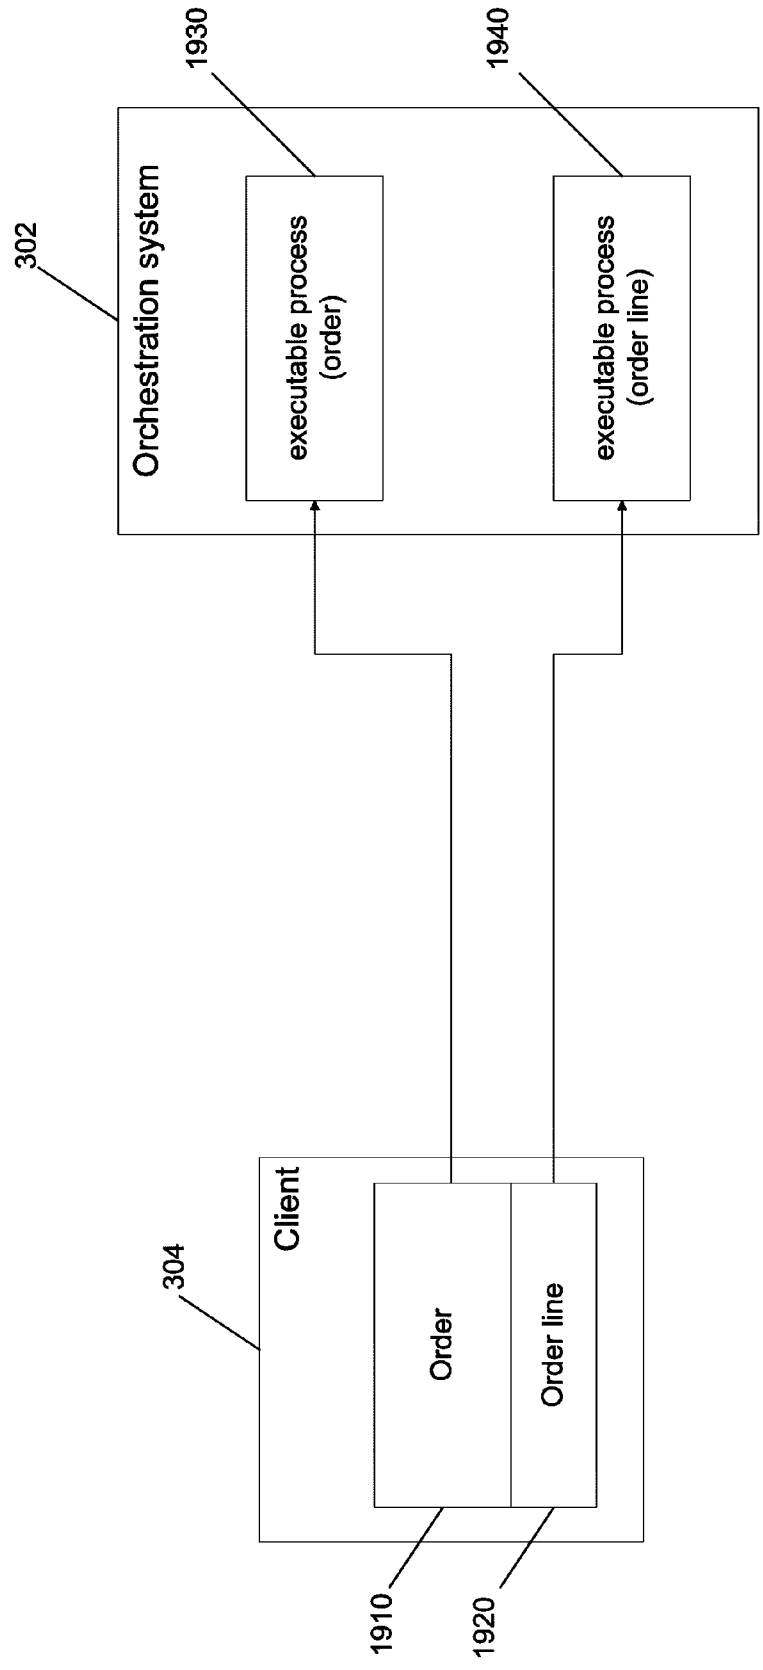 304
Client
1910
Order
1920
Order line
302
Orchestration system
1930
executable process
(order)
1940
executable process
(order line)